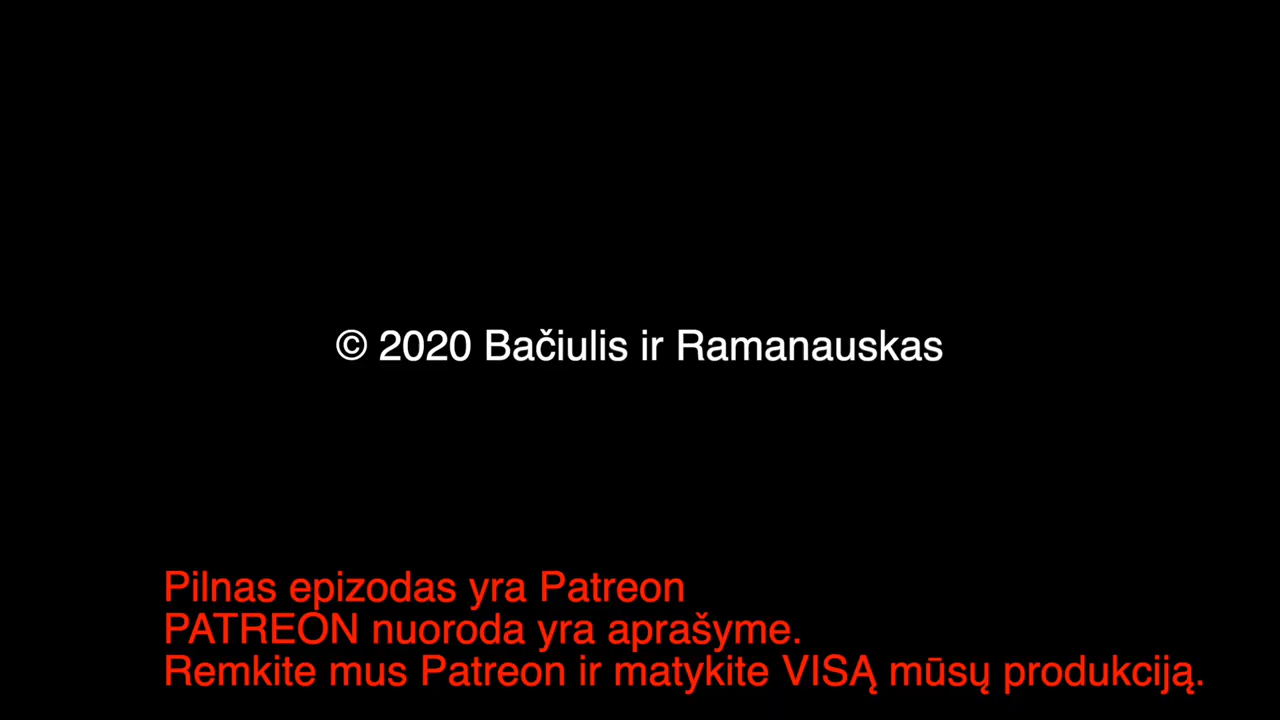 © 2020 Bačiulis ir Ramanauskas
Pilnas epizodas yra Patreon
PATREON nuoroda yra aprašyme.
Remkite mus Patreon ir matykite VISĄ mūsų produkciją.